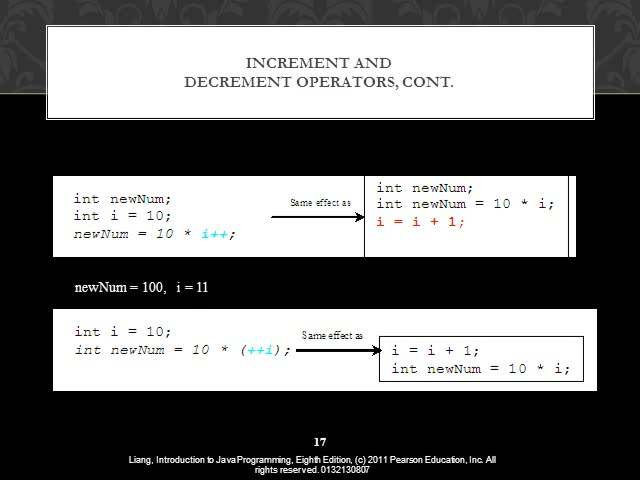 INCREMENT AND
DECREMENT OPERATORS, CONT.
int newNum;
int i = 10;
newNum = 10 * i++;
Same effect as
int newNum;
int newNum = 10 * i;
i = i + 1;
newNum = 100, i = 11
int i = 10;
int newNum = 10 * (++i);
Same effect as
i = i + 1;
int newNum = 10 * i;
17
Liang, Introduction to Java Programming, Eighth Edition, (c) 2011 Pearson Education, Inc. All
rights reserved. 0132130807